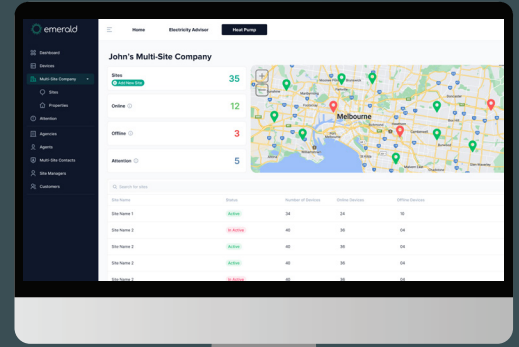 emerald
Home
Electricity Advisor
Heat Pump
Dashboard
Devices
Multi-Site Company
Sites
Properties
Attention
Agencies
Agents
Multi-Site Contacts
Site Managers
Customers
John's Multi-Site Company
Sites 35
Add New Site
Online 12
Offline 3
Attention 5
Melbourne
Search for sites
Site Name Status Number of Devices Online Devices Offline Devices
Site Name 1 Active 34 24 10
Site Name 2 In Active 40 36 04
Site Name 2 Active 40 36 04
Site Name 2 Active 40 36 04
Site Name 2 In Active 40 36 04